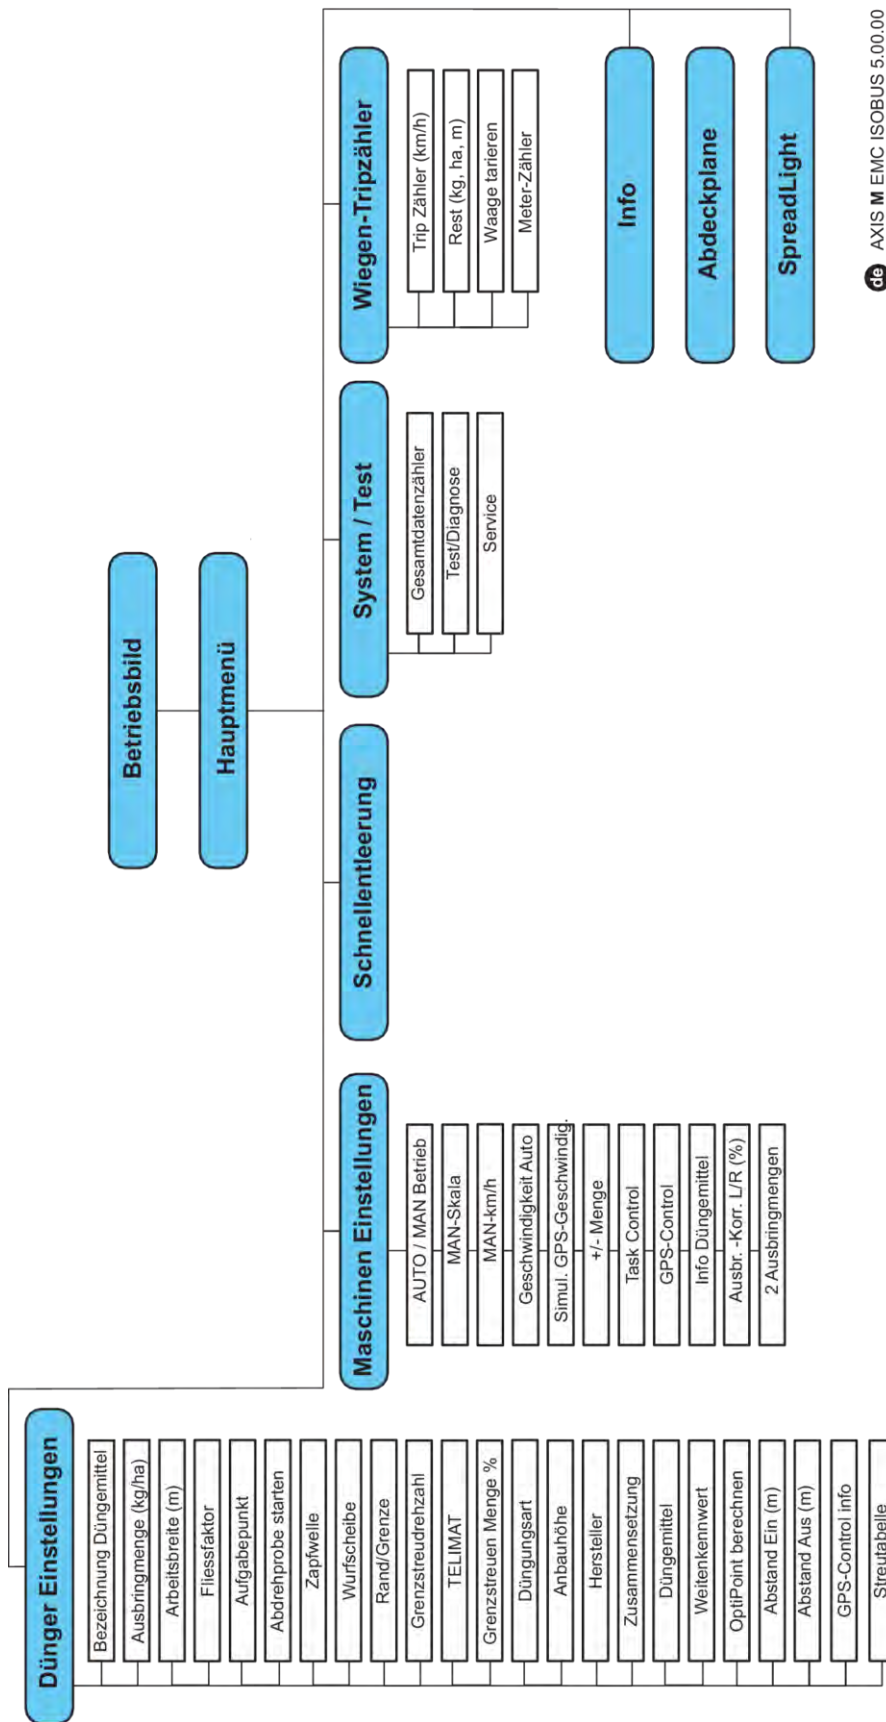 Betriebsbild
Hauptmenü
Dünger Einstellungen
Bezeichnung Düngemittel
Ausbringmenge (kg/ha)
Arbeitsbreite (m)
Fliessfaktor
Aufgabepunkt
Abdrehprobe starten
Zapfwelle
Wurfscheibe
Rand/Grenze
Grenzstreudrehzahl
TELIMAT
Grenzstreuen Menge %
Düngungsart
Anbauhöhe
Hersteller
Zusammensetzung
Düngemittel
Weitenkennwert
OptiPoint berechnen
Abstand Ein (m)
Abstand Aus (m)
GPS-Control info
Streutabelle
Maschinen Einstellungen
AUTO / MAN Betrieb
MAN-Skala
MAN-km/h
Geschwindigkeit Auto
Simul. GPS-Geschwindig.
+/- Menge
Task Control
GPS-Control
Info Düngemittel
Ausbr. -Korr. L/R (%)
2 Ausbringmengen
Schnellentleerung
System / Test
Gesamtdatenzähler
Test/Diagnose
Service
Wiegen-Tripzähler
Trip Zähler (km/h)
Rest (kg, ha, m)
Waage tarieren
Meter-Zähler
Info
Abdeckplane
SpreadLight
de AXIS M EMC ISOBUS 5.00.00